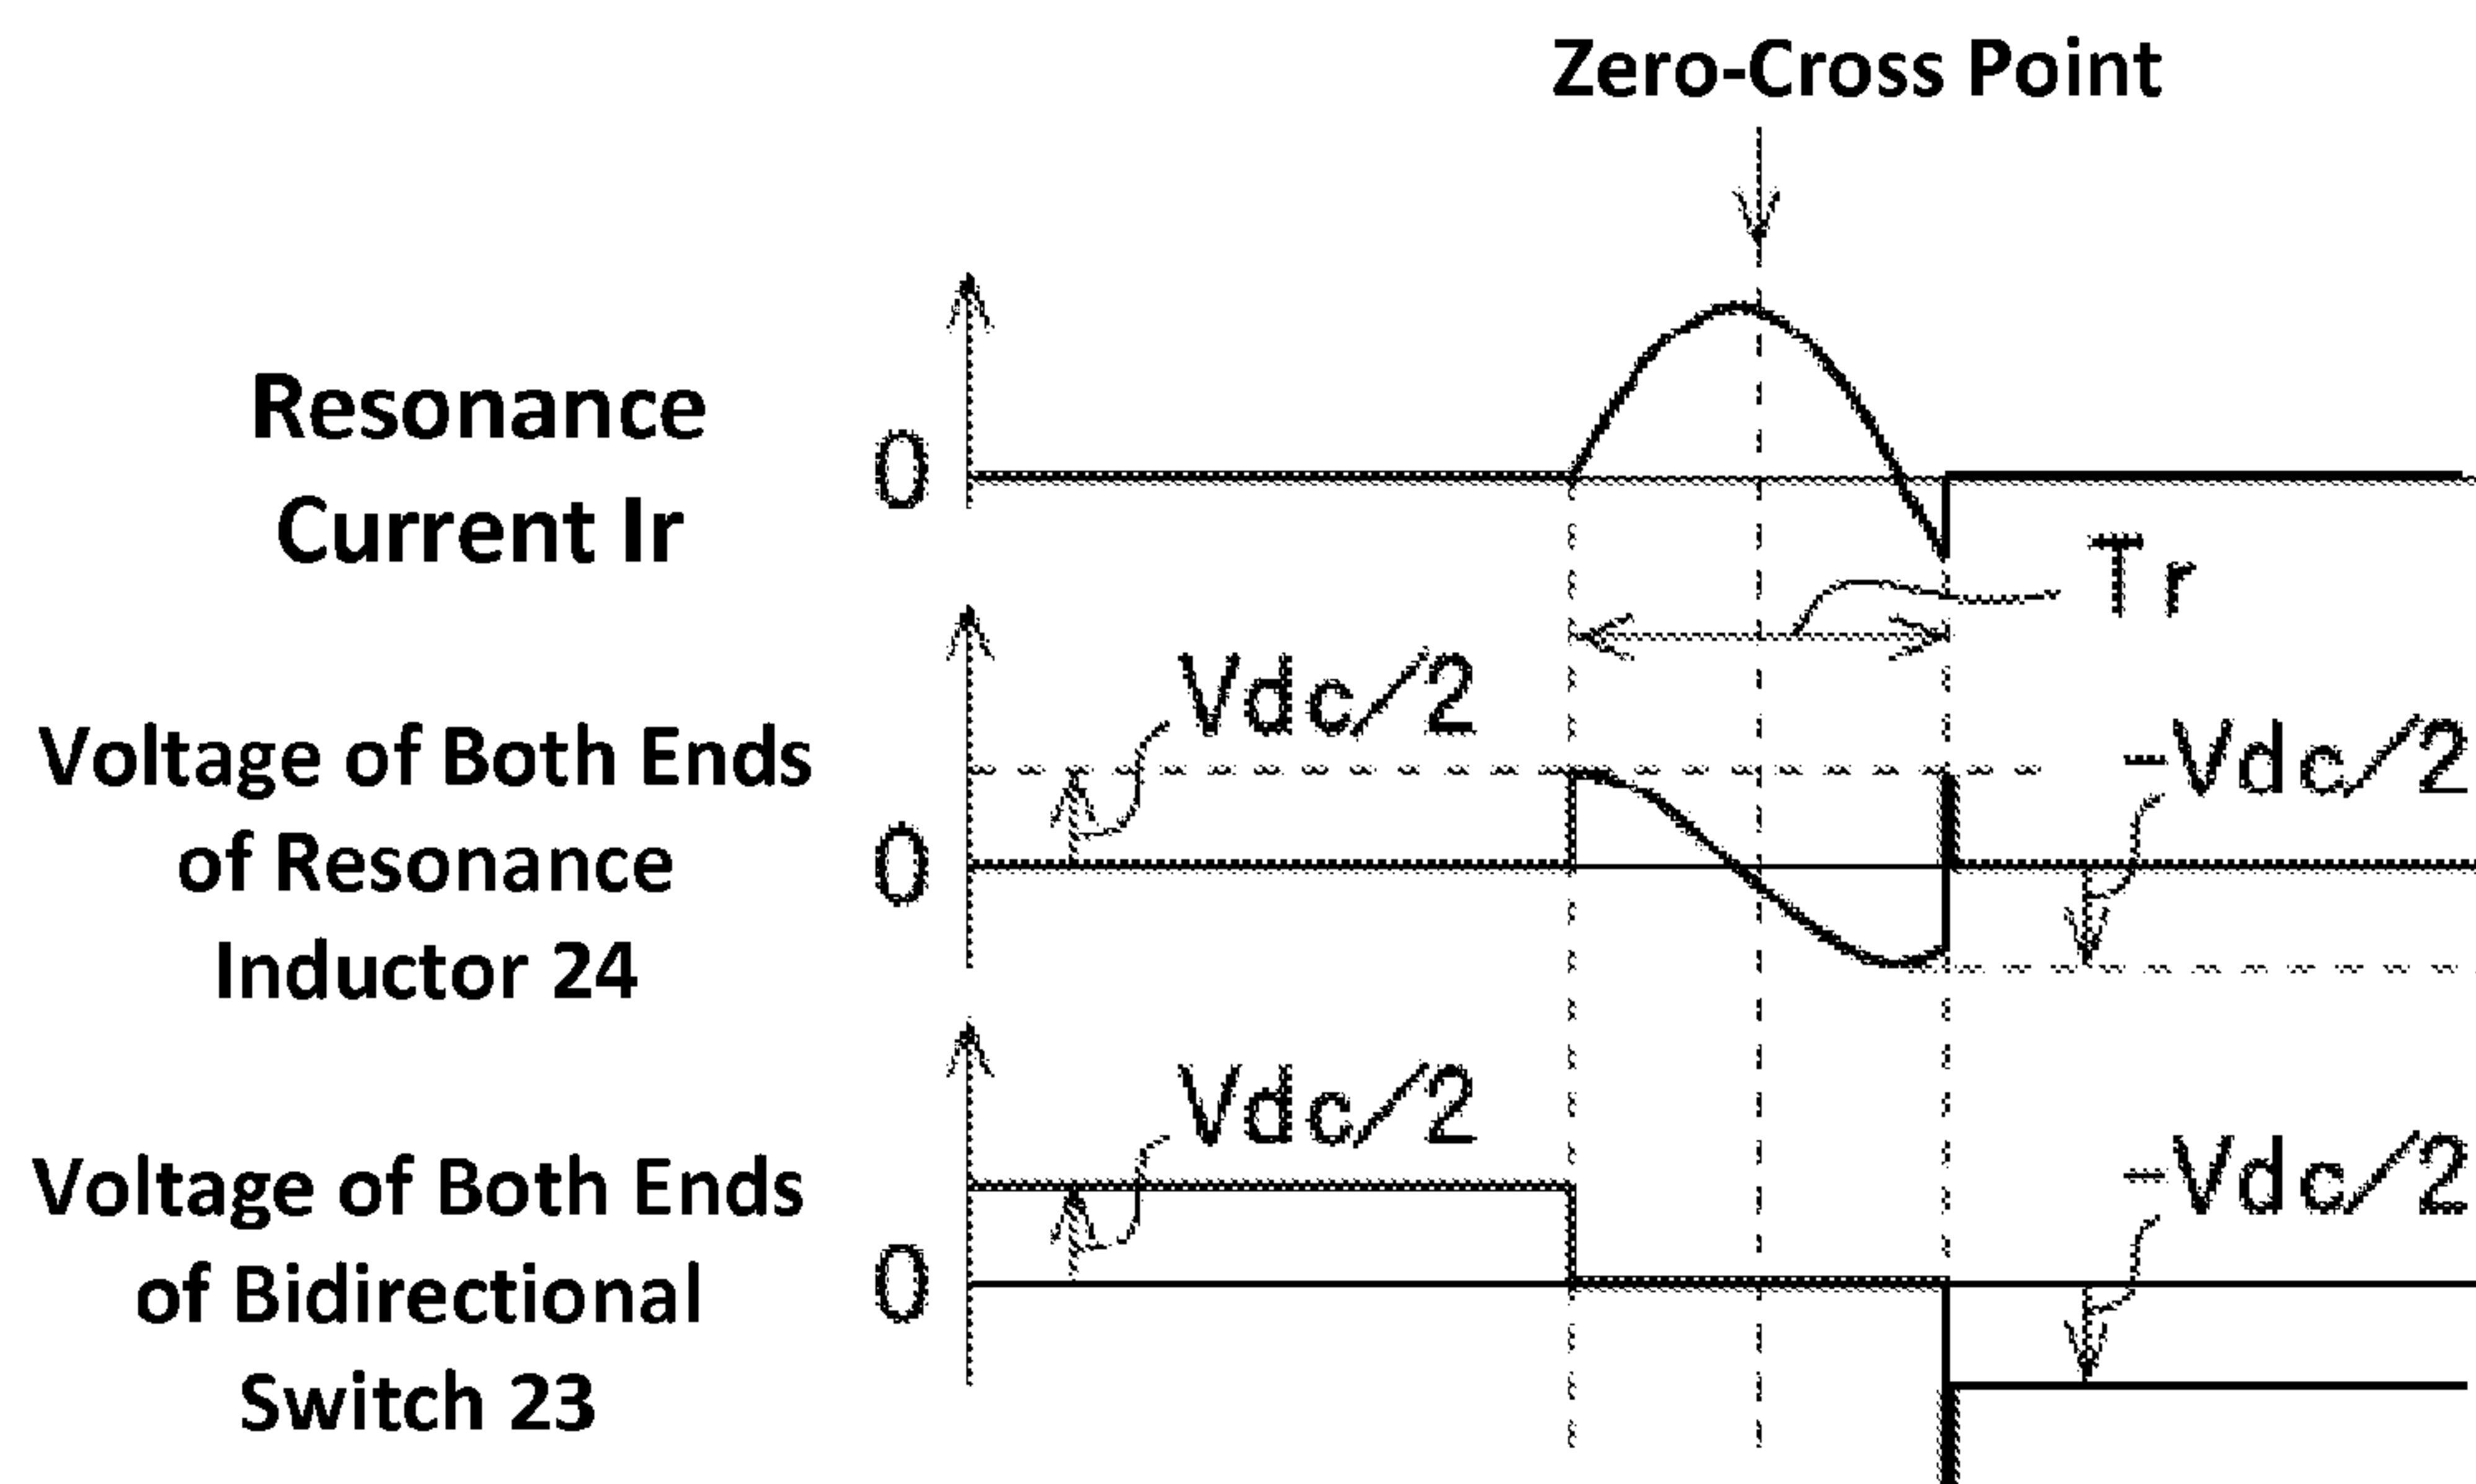 Zero-Cross Point
Resonance
Current Ir
0
Tr
Voltage of Both Ends
of Resonance
Inductor 24
Vdc/2
-Vdc/2
0
Voltage of Both Ends
of Bidirectional
Switch 23
Vdc/2
-Vdc/2
0